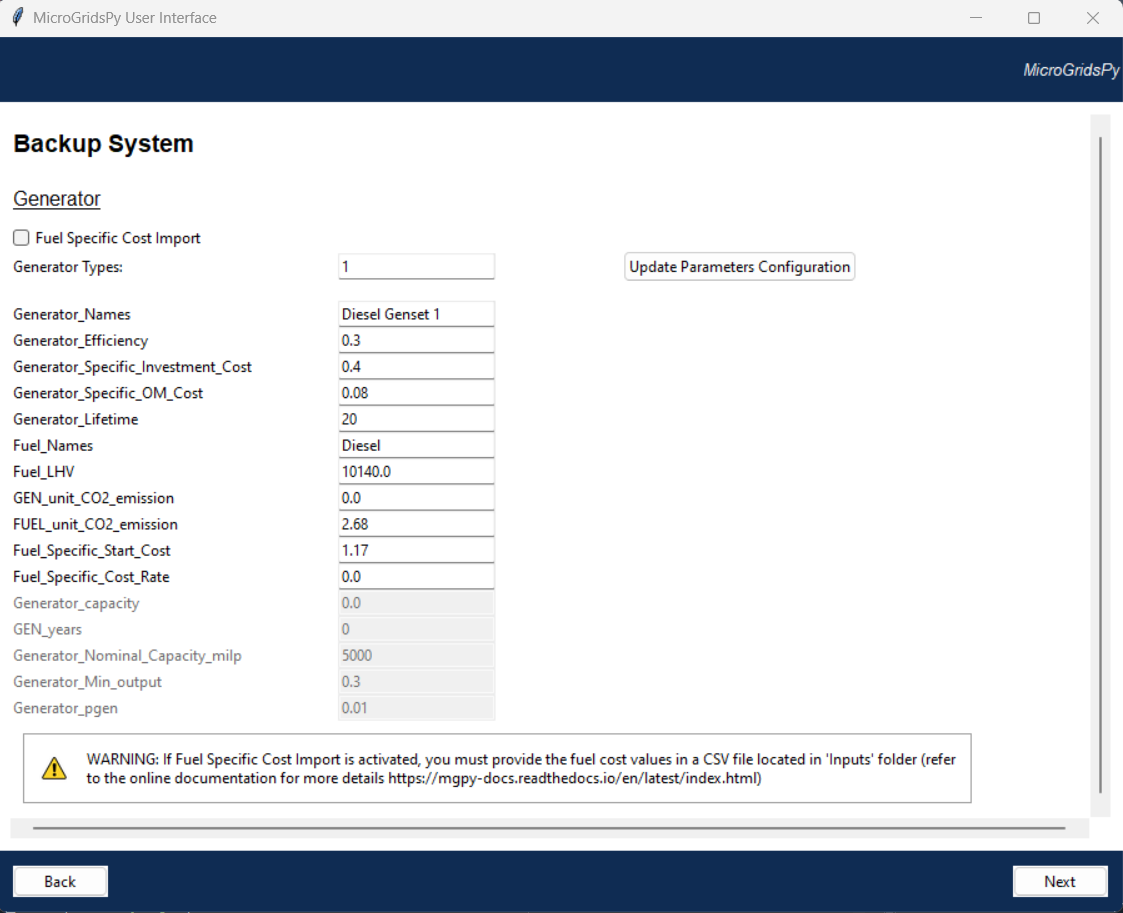 MicroGridsPy User Interface
MicroGridsPy
Backup System
Generator
Fuel Specific Cost Import
Generator Types: 1 Update Parameters Configuration
Generator_Names Diesel Genset 1
Generator_Efficiency 0.3
Generator_Specific_Investment_Cost 0.4
Generator_Specific_OM_Cost 0.08
Generator_Lifetime 20
Fuel_Names Diesel
Fuel_LHV 10140.0
GEN_unit_CO2_emission 0.0
FUEL_unit_CO2_emission 2.68
Fuel_Specific_Start_Cost 1.17
Fuel_Specific_Cost_Rate 0.0
Generator_capacity 0.0
GEN_years 0
Generator_Nominal_Capacity_milp 5000
Generator_Min_output 0.3
Generator_pgen 0.01
WARNING: If Fuel Specific Cost Import is activated, you must provide the fuel cost values in a CSV file located in 'Inputs' folder (refer
to the online documentation for more details https://mgpy-docs.readthedocs.io/en/latest/index.html)
Back Next